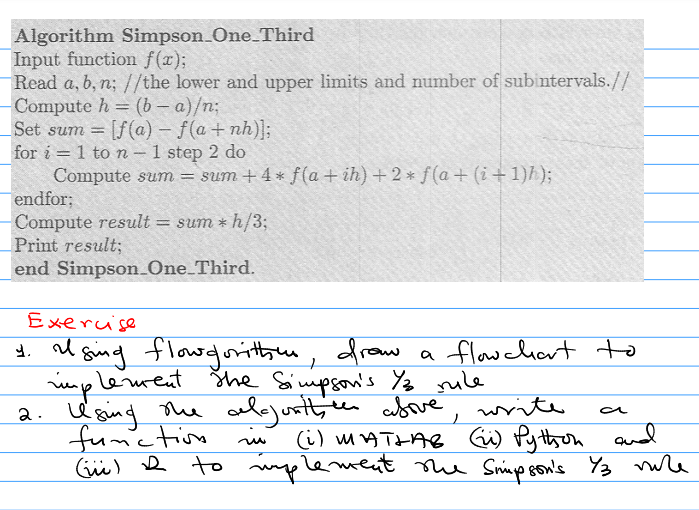 Algorithm Simpson_One_Third
Input function f(x);
Read a, b, n; //the lower and upper limits and number of subintervals.//
Compute h = (b − a)/n;
Set sum = [f(a) − f(a + nh)];
for i = 1 to n − 1 step 2 do
Compute sum = sum + 4 * f(a + ih) + 2 * f(a + (i + 1)h);
endfor;
Compute result = sum * h/3;
Print result;
end Simpson_One_Third.
Exercise
1. Using flowgorithm, draw a flowchart to
implement the Simpson's 1/3 rule
2. Using the algorithm above, write a
function in (i) MATLAB (ii) Python and
(iii) R to implement the Simpson's 1/3 rule